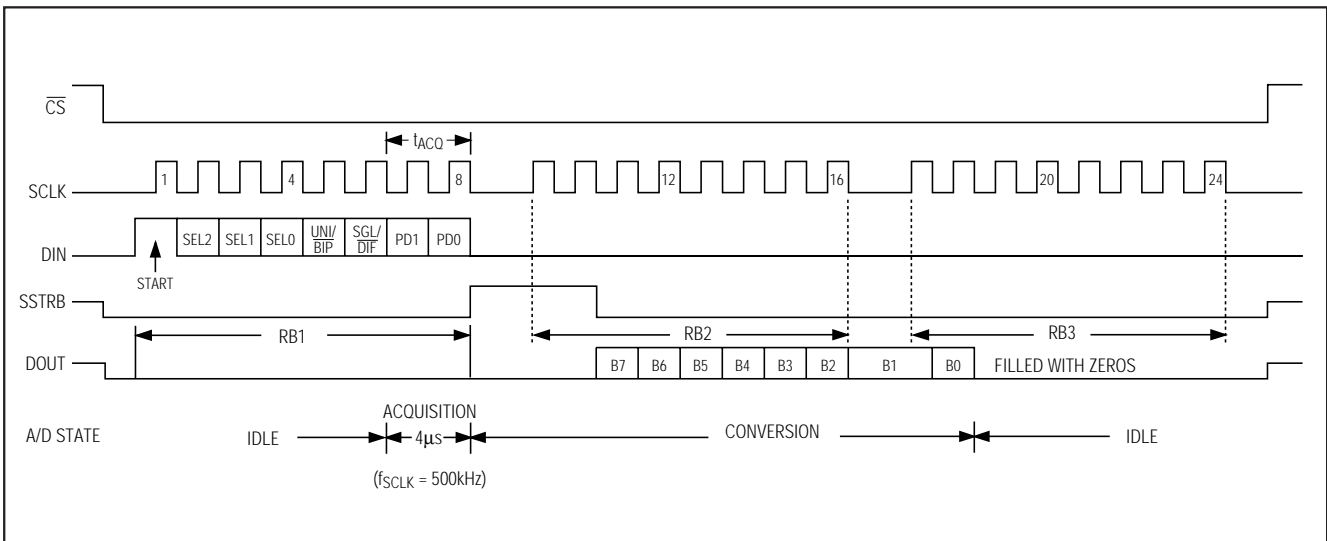 CS
tACQ
SCLK 1 4 8 12 16 20 24
DIN SEL2 SEL1 SEL0 UNI/BIP SGL/DIF PD1 PD0
START
SSTRB
RB1 RB2 RB3
DOUT B7 B6 B5 B4 B3 B2 B1 B0 FILLED WITH ZEROS
ACQUISITION
A/D STATE IDLE 4µs CONVERSION IDLE
(fSCLK = 500kHz)